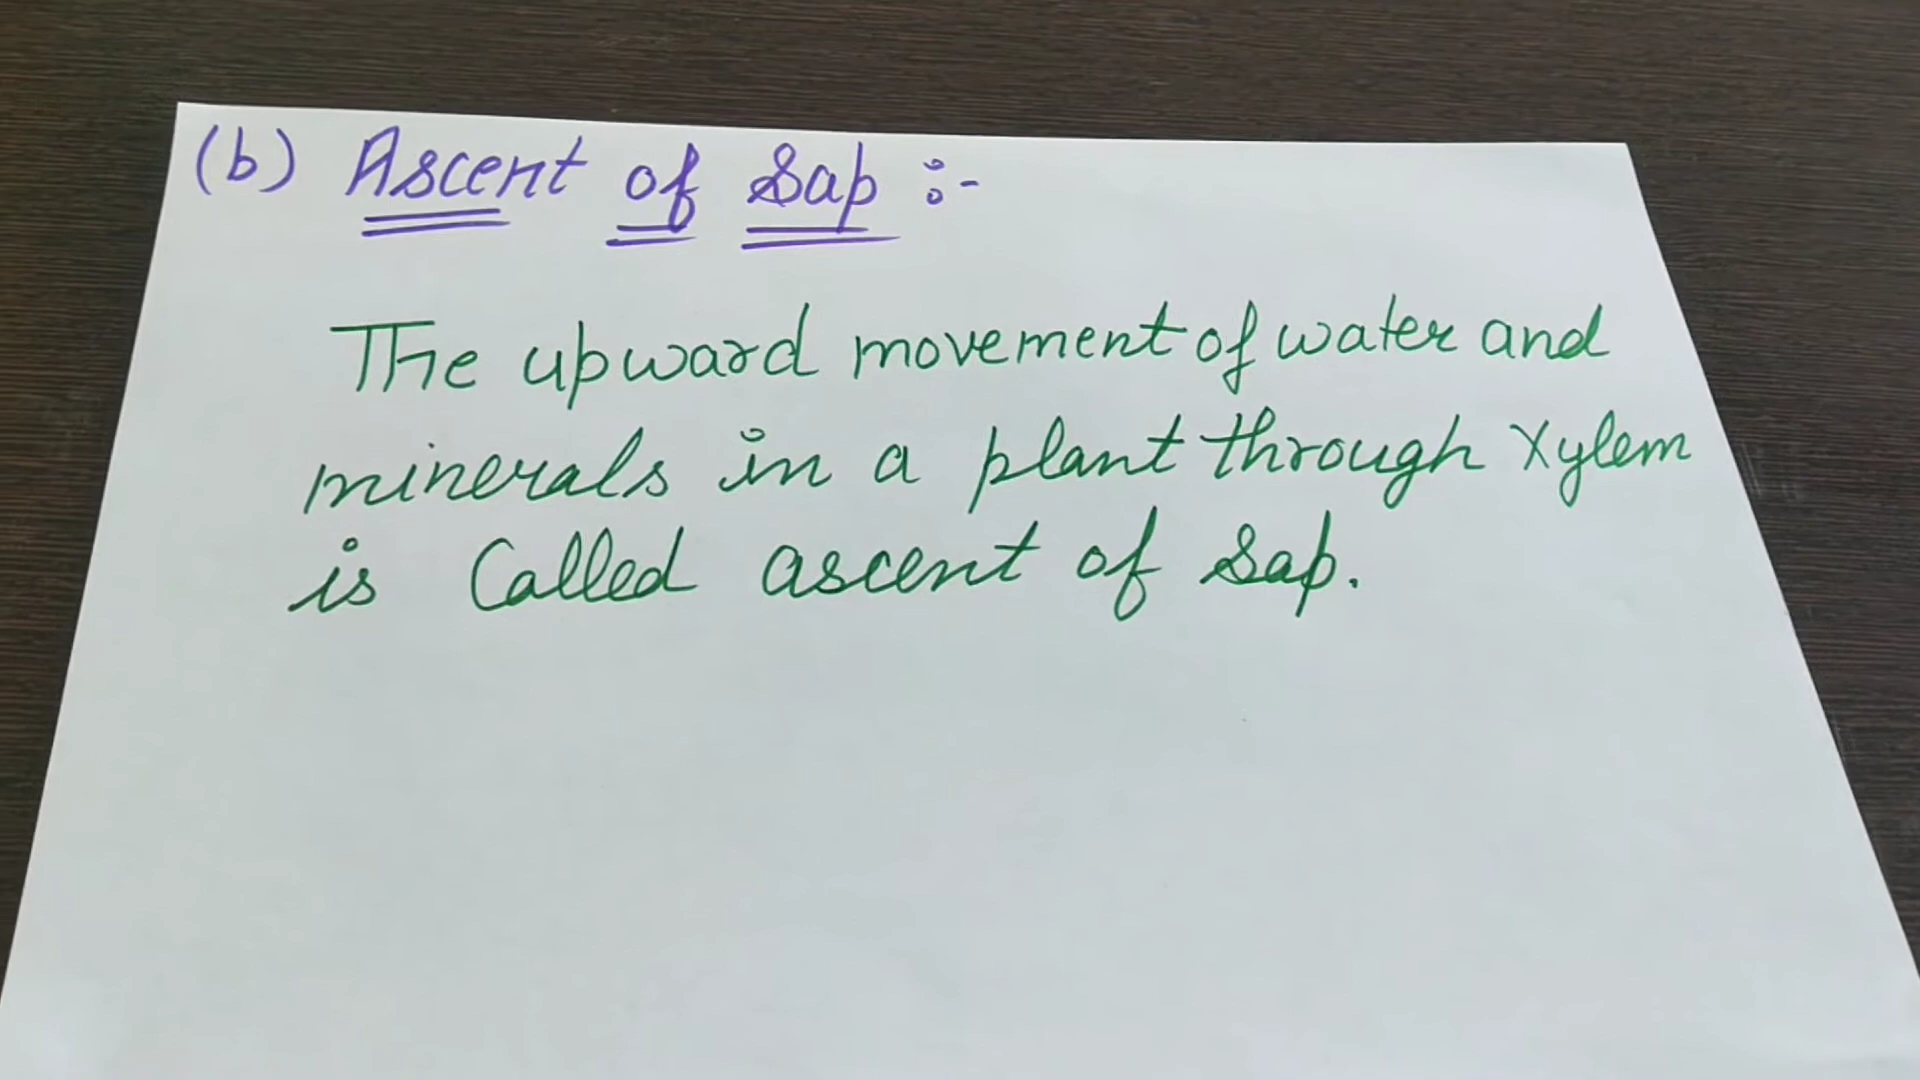 (b) Ascent of Sap :-
The upward movement of water and
minerals in a plant through Xylem
is Called ascent of Sap.